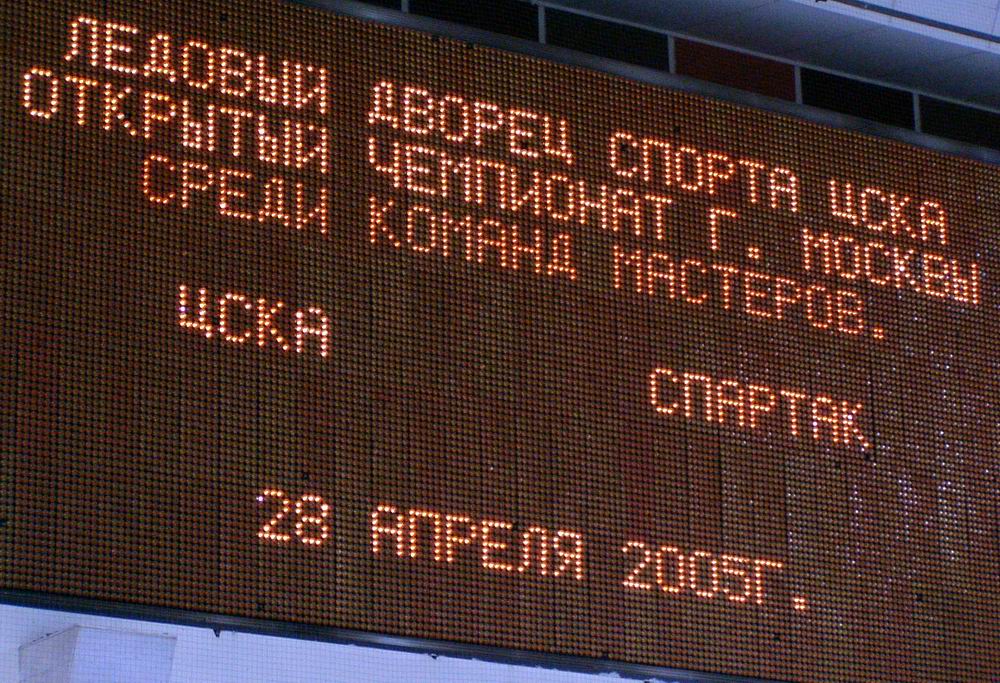 ЛЕДОВЫЙ ДВОРЕЦ СПОРТА ЦСКА
ОТКРЫТЫЙ ЧЕМПИОНАТ Г. МОСКВЫ
СРЕДИ КОМАНД МАСТЕРОВ.
ЦСКА
СПАРТАК
28 АПРЕЛЯ 2005Г.